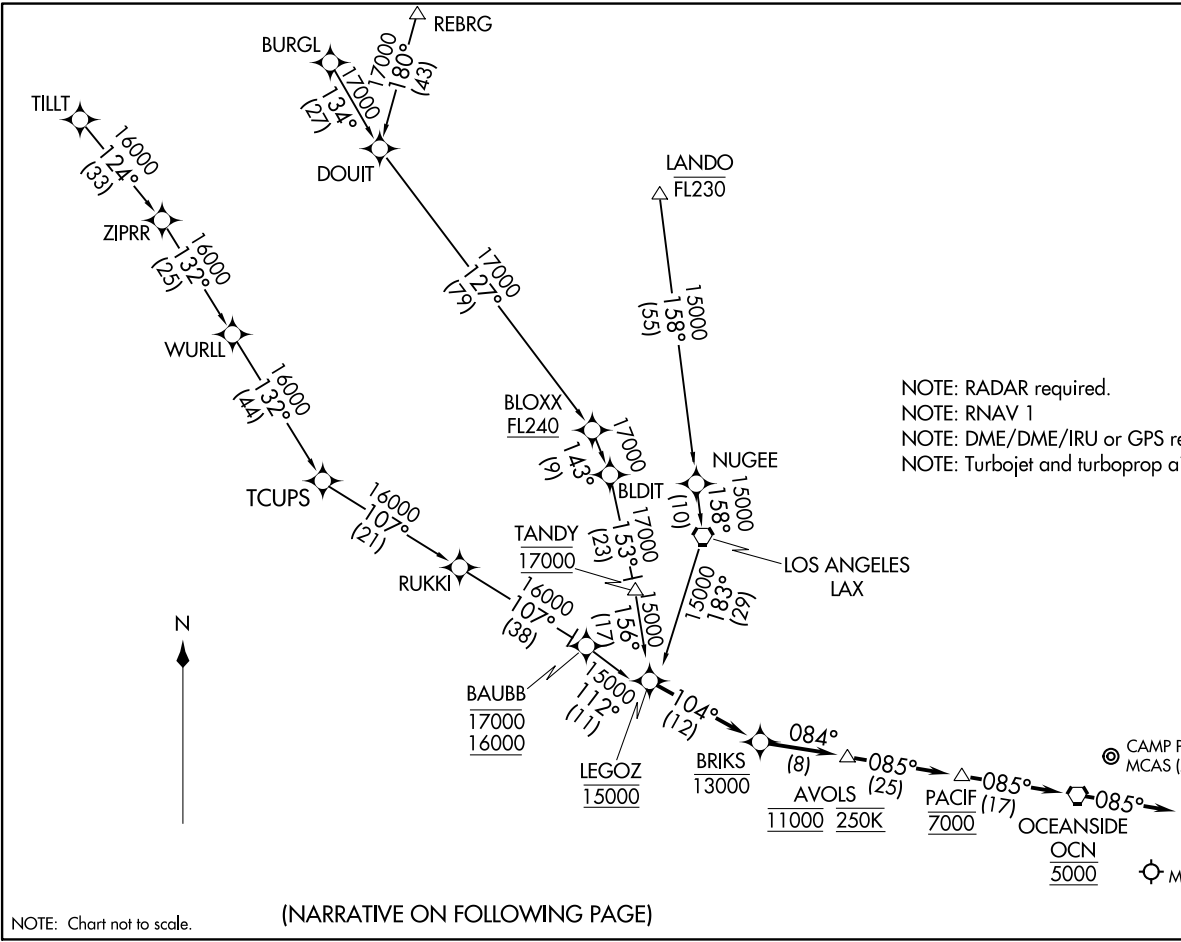 REBRG
BURGL
17000
180°
(43)
17000
134°
(27)
TILLT
16000
124°
(33)
DOUIT
LANDO
FL230
ZIPRR
16000
132°
(25)
17000
127°
(79)
15000
158°
(55)
WURLL
16000
132°
(44)
NOTE: RADAR required.
NOTE: RNAV 1
NOTE: DME/DME/IRU or GPS re
NOTE: Turbojet and turboprop a
BLOXX
FL240
17000
143°
(9)
NUGEE
BLDIT
TCUPS
15000
158°
(10)
16000
107°
(21)
17000
153°
(23)
TANDY
17000
LOS ANGELES
LAX
RUKKI
15000
183°
(29)
16000
107°
(38)
15000
156°
(17)
N
BAUBB
17000
16000
15000
112°
(11)
104°
(12)
LEGOZ
15000
BRIKS
13000
084°
(8)
AVOLS
11000 250K
085°
(25)
PACIF
7000
085°
(17)
CAMP P
MCAS (
085°
OCEANSIDE
OCN
5000
M
NOTE: Chart not to scale.
(NARRATIVE ON FOLLOWING PAGE)